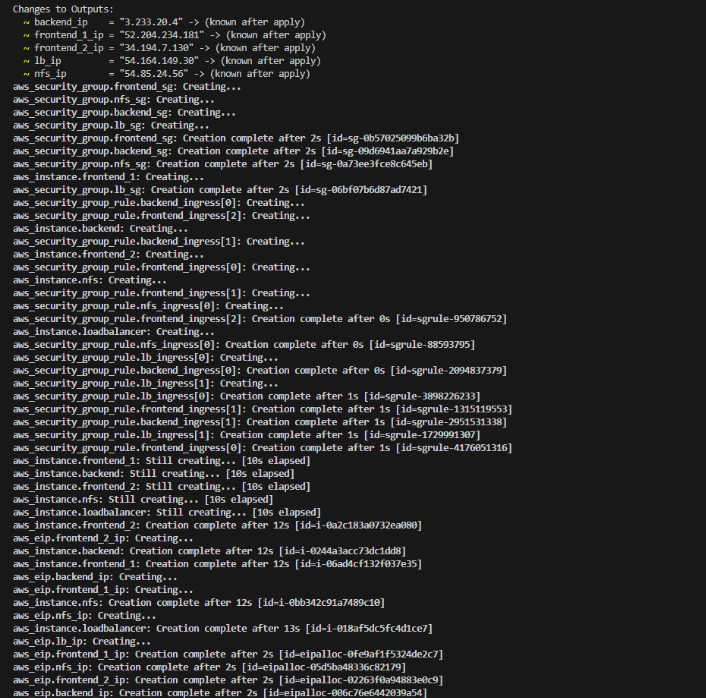 Changes to Outputs:
~ backend_ip    = "3.233.20.4" -> (known after apply)
~ frontend_1_ip = "52.204.234.181" -> (known after apply)
~ frontend_2_ip = "34.194.7.130" -> (known after apply)
~ lb_ip         = "54.164.149.30" -> (known after apply)
~ nfs_ip        = "54.85.24.56" -> (known after apply)
aws_security_group.frontend_sg: Creating...
aws_security_group.nfs_sg: Creating...
aws_security_group.backend_sg: Creating...
aws_security_group.lb_sg: Creating...
aws_security_group.frontend_sg: Creation complete after 2s [id=sg-0b57025099b6ba32b]
aws_security_group.backend_sg: Creation complete after 2s [id=sg-09d6941aa7a929b2e]
aws_security_group.nfs_sg: Creation complete after 2s [id=sg-0a73ee3fce8c645eb]
aws_instance.frontend_1: Creating...
aws_security_group.lb_sg: Creation complete after 2s [id=sg-06bf07b6d87ad7421]
aws_security_group_rule.backend_ingress[0]: Creating...
aws_security_group_rule.frontend_ingress[2]: Creating...
aws_instance.backend: Creating...
aws_security_group_rule.backend_ingress[1]: Creating...
aws_instance.frontend_2: Creating...
aws_security_group_rule.frontend_ingress[0]: Creating...
aws_instance.nfs: Creating...
aws_security_group_rule.frontend_ingress[1]: Creating...
aws_security_group_rule.nfs_ingress[0]: Creating...
aws_security_group_rule.frontend_ingress[2]: Creation complete after 0s [id=sgrule-950786752]
aws_instance.loadbalancer: Creating...
aws_security_group_rule.nfs_ingress[0]: Creation complete after 0s [id=sgrule-88593795]
aws_security_group_rule.lb_ingress[0]: Creating...
aws_security_group_rule.backend_ingress[0]: Creation complete after 0s [id=sgrule-2094837379]
aws_security_group_rule.lb_ingress[1]: Creating...
aws_security_group_rule.lb_ingress[0]: Creation complete after 1s [id=sgrule-3898226233]
aws_security_group_rule.frontend_ingress[1]: Creation complete after 1s [id=sgrule-1315119553]
aws_security_group_rule.backend_ingress[1]: Creation complete after 1s [id=sgrule-2951531338]
aws_security_group_rule.lb_ingress[1]: Creation complete after 1s [id=sgrule-1729991307]
aws_security_group_rule.frontend_ingress[0]: Creation complete after 1s [id=sgrule-4176051316]
aws_instance.frontend_1: Still creating... [10s elapsed]
aws_instance.backend: Still creating... [10s elapsed]
aws_instance.frontend_2: Still creating... [10s elapsed]
aws_instance.nfs: Still creating... [10s elapsed]
aws_instance.loadbalancer: Still creating... [10s elapsed]
aws_instance.frontend_2: Creation complete after 12s [id=i-0a2c183a0732ea080]
aws_eip.frontend_2_ip: Creating...
aws_instance.backend: Creation complete after 12s [id=i-0244a3acc73dc1dd8]
aws_instance.frontend_1: Creation complete after 12s [id=i-06ad4cf132f037e35]
aws_eip.backend_ip: Creating...
aws_eip.frontend_1_ip: Creating...
aws_instance.nfs: Creation complete after 12s [id=i-0bb342c91a7489c10]
aws_eip.nfs_ip: Creating...
aws_instance.loadbalancer: Creation complete after 13s [id=i-018af5dc5fc4d1ce7]
aws_eip.lb_ip: Creating...
aws_eip.frontend_1_ip: Creation complete after 2s [id=eipalloc-0fe9af1f5324de2c7]
aws_eip.nfs_ip: Creation complete after 2s [id=eipalloc-05d5ba48336c82179]
aws_eip.frontend_2_ip: Creation complete after 2s [id=eipalloc-02263f0a94883e0c9]
aws_eip.backend_ip: Creation complete after 2s [id=eipalloc-006c76e6442039a54]